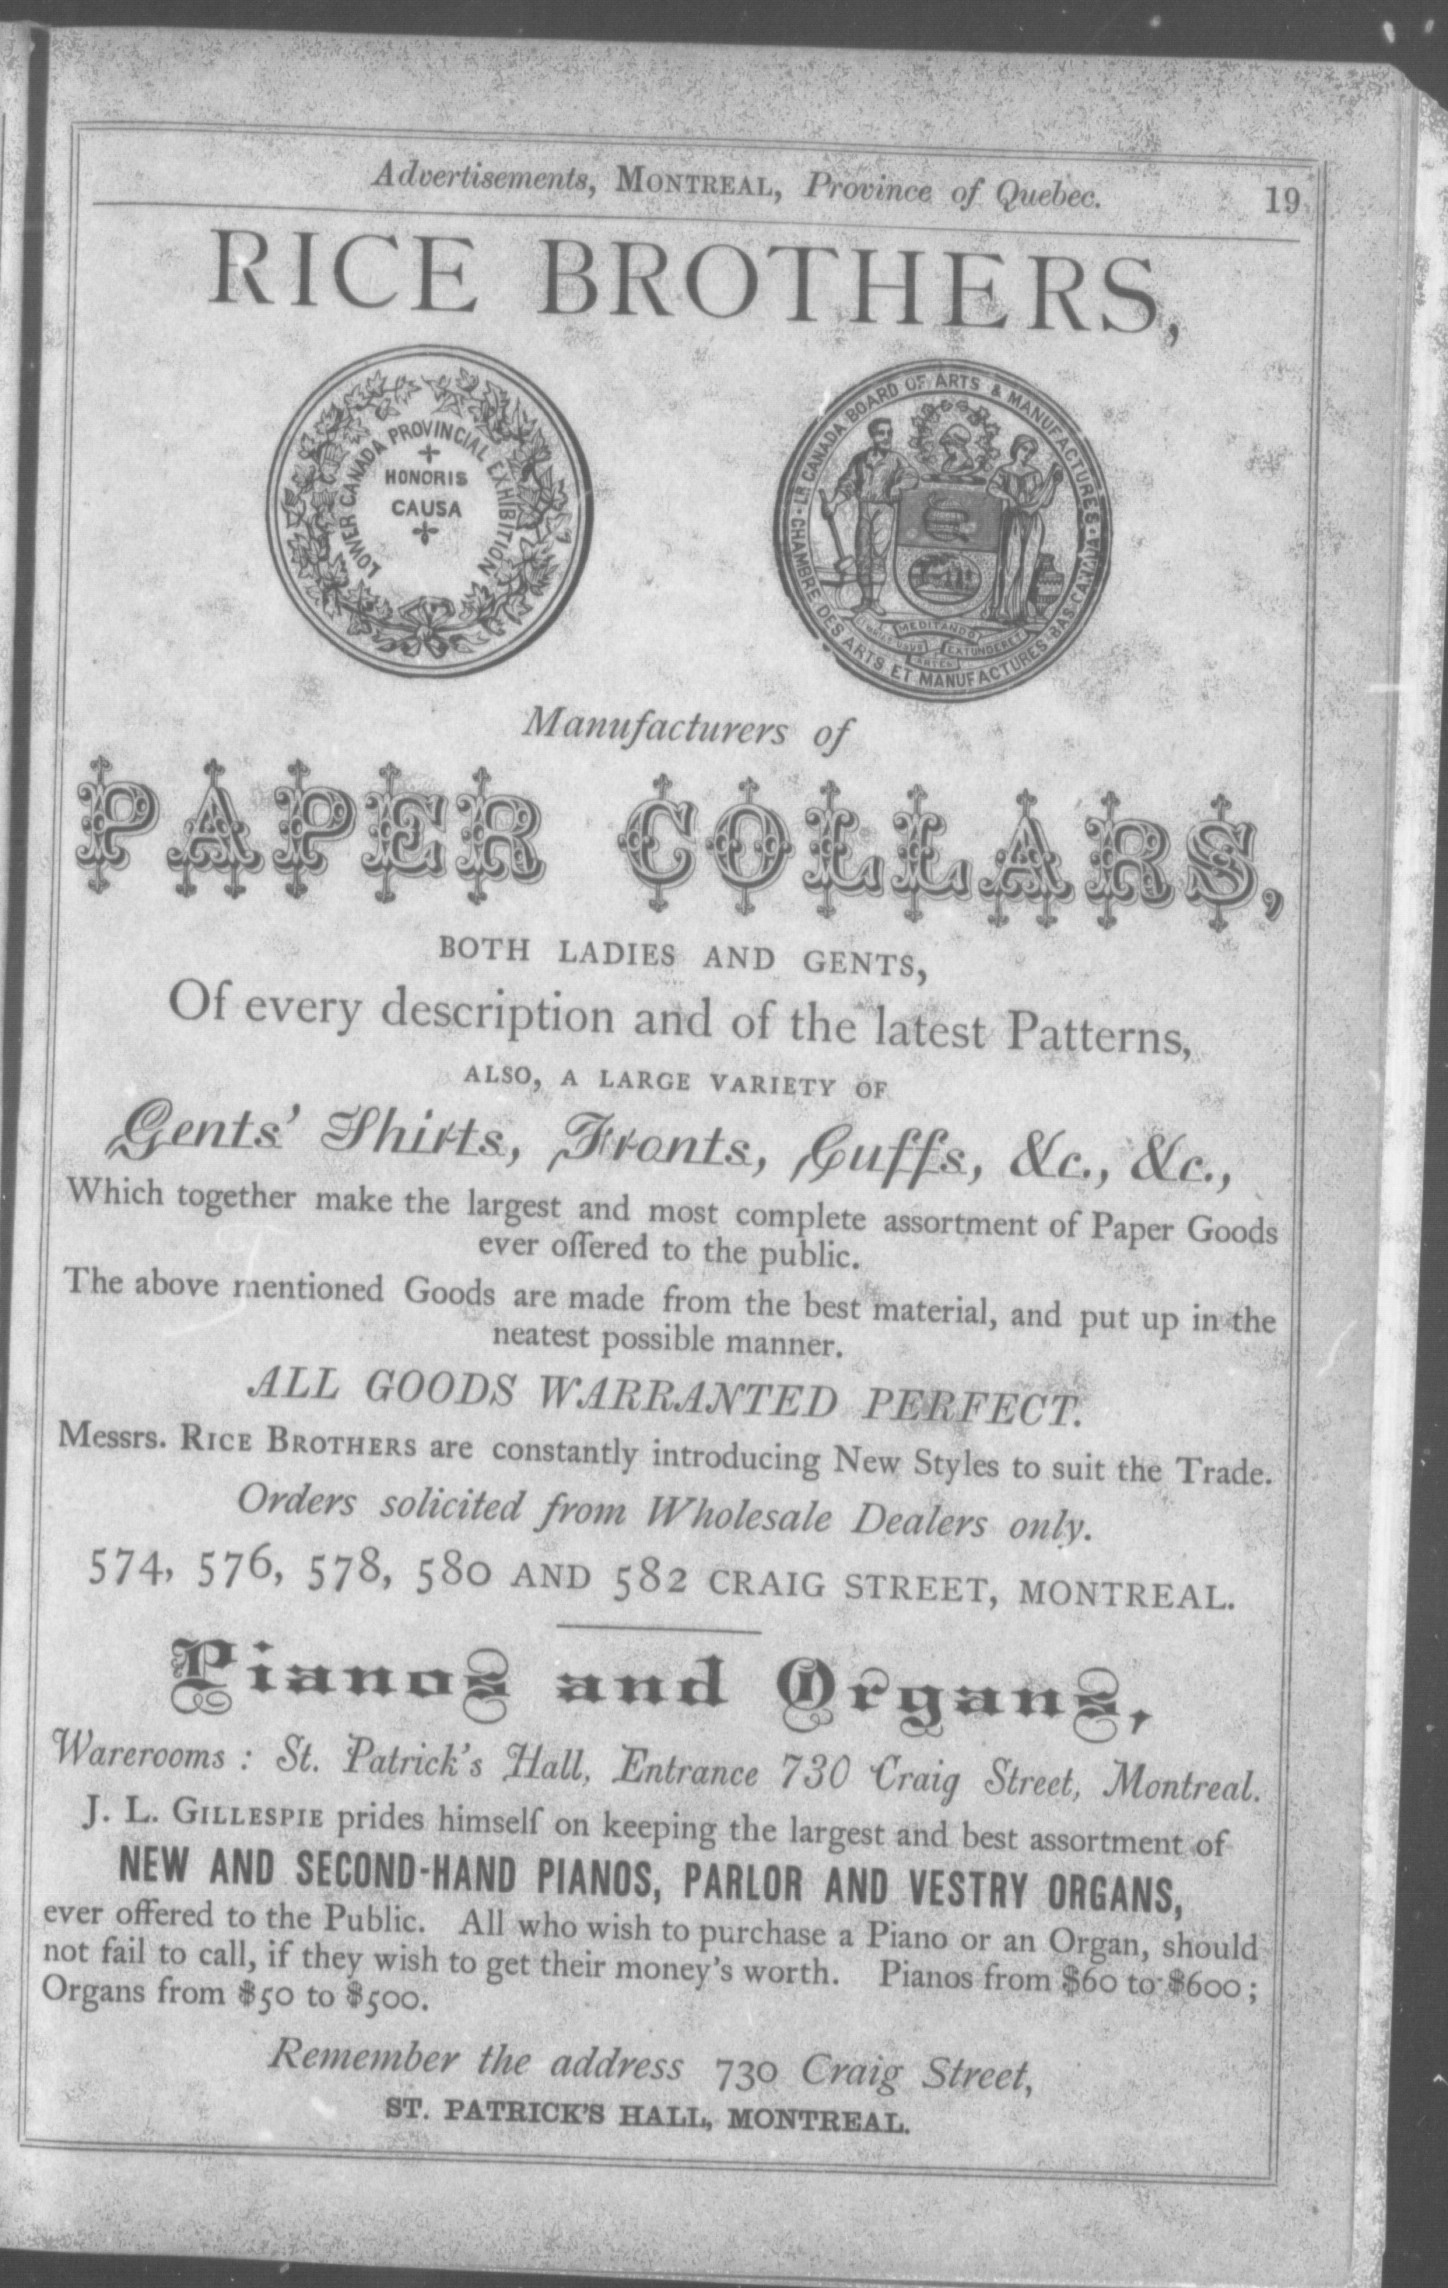 Advertisements, MONTREAL, Province of Quebec. 19
RICE BROTHERS,
LOWER CANADA PROVINCIAL EXHIBITION
HONORIS
CAUSA
LR CANADA BOARD OF ARTS & MANUFACTURES
CHAMBRE DES ARTS ET MANUFACTURES BAS CANADA
MEDITANDO
EXTUNDERET
ARTES
Manufacturers of
PAPER COLLARS,
BOTH LADIES AND GENTS,
Of every description and of the latest Patterns,
ALSO, A LARGE VARIETY OF
Gents' Shirts, Fronts, Cuffs, &c., &c.,
Which together make the largest and most complete assortment of Paper Goods
ever offered to the public.
The above mentioned Goods are made from the best material, and put up in the
neatest possible manner.
ALL GOODS WARRANTED PERFECT.
Messrs. RICE BROTHERS are constantly introducing New Styles to suit the Trade.
Orders solicited from Wholesale Dealers only.
574, 576, 578, 580 AND 582 CRAIG STREET, MONTREAL.
Pianos and Organs,
Warerooms : St. Patrick's Hall, Entrance 730 Craig Street, Montreal.
J. L. GILLESPIE prides himself on keeping the largest and best assortment of
NEW AND SECOND-HAND PIANOS, PARLOR AND VESTRY ORGANS,
ever offered to the Public. All who wish to purchase a Piano or an Organ, should
not fail to call, if they wish to get their money's worth. Pianos from $60 to $600 ;
Organs from $50 to $500.
Remember the address 730 Craig Street,
ST. PATRICK'S HALL, MONTREAL.